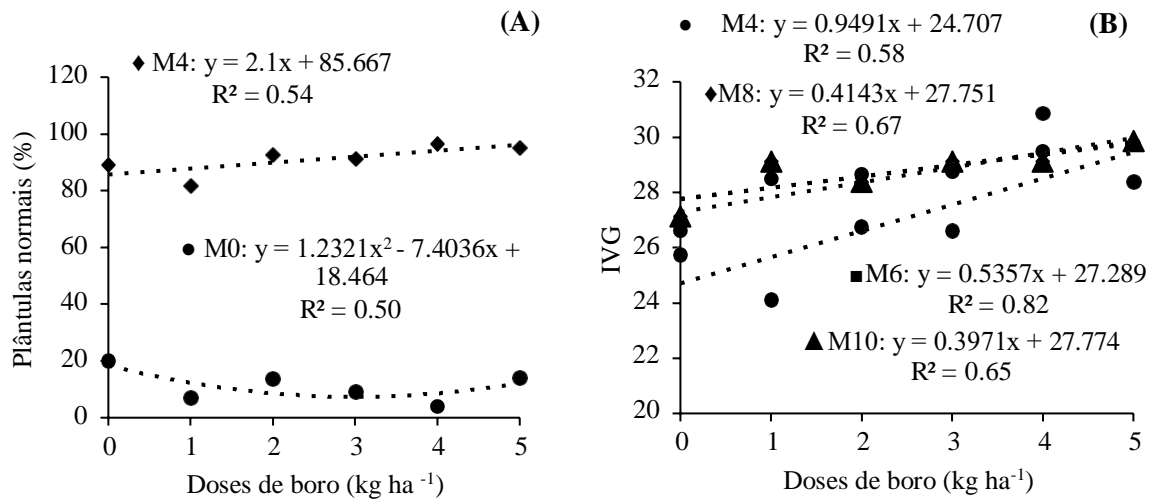 (A)
M4: y = 2.1x + 85.667
R² = 0.54
120
100
80
60
40
20
0
M0: y = 1.2321x² - 7.4036x +
18.464
R² = 0.50
0 1 2 3 4 5
Plântulas normais (%)
Doses de boro (kg ha ⁻¹)
(B)
M4: y = 0.9491x + 24.707
R² = 0.58
M8: y = 0.4143x + 27.751
R² = 0.67
32
30
28
26
24
22
20
M6: y = 0.5357x + 27.289
R² = 0.82
M10: y = 0.3971x + 27.774
R² = 0.65
0 1 2 3 4 5
IVG
Doses de boro (kg ha⁻¹)